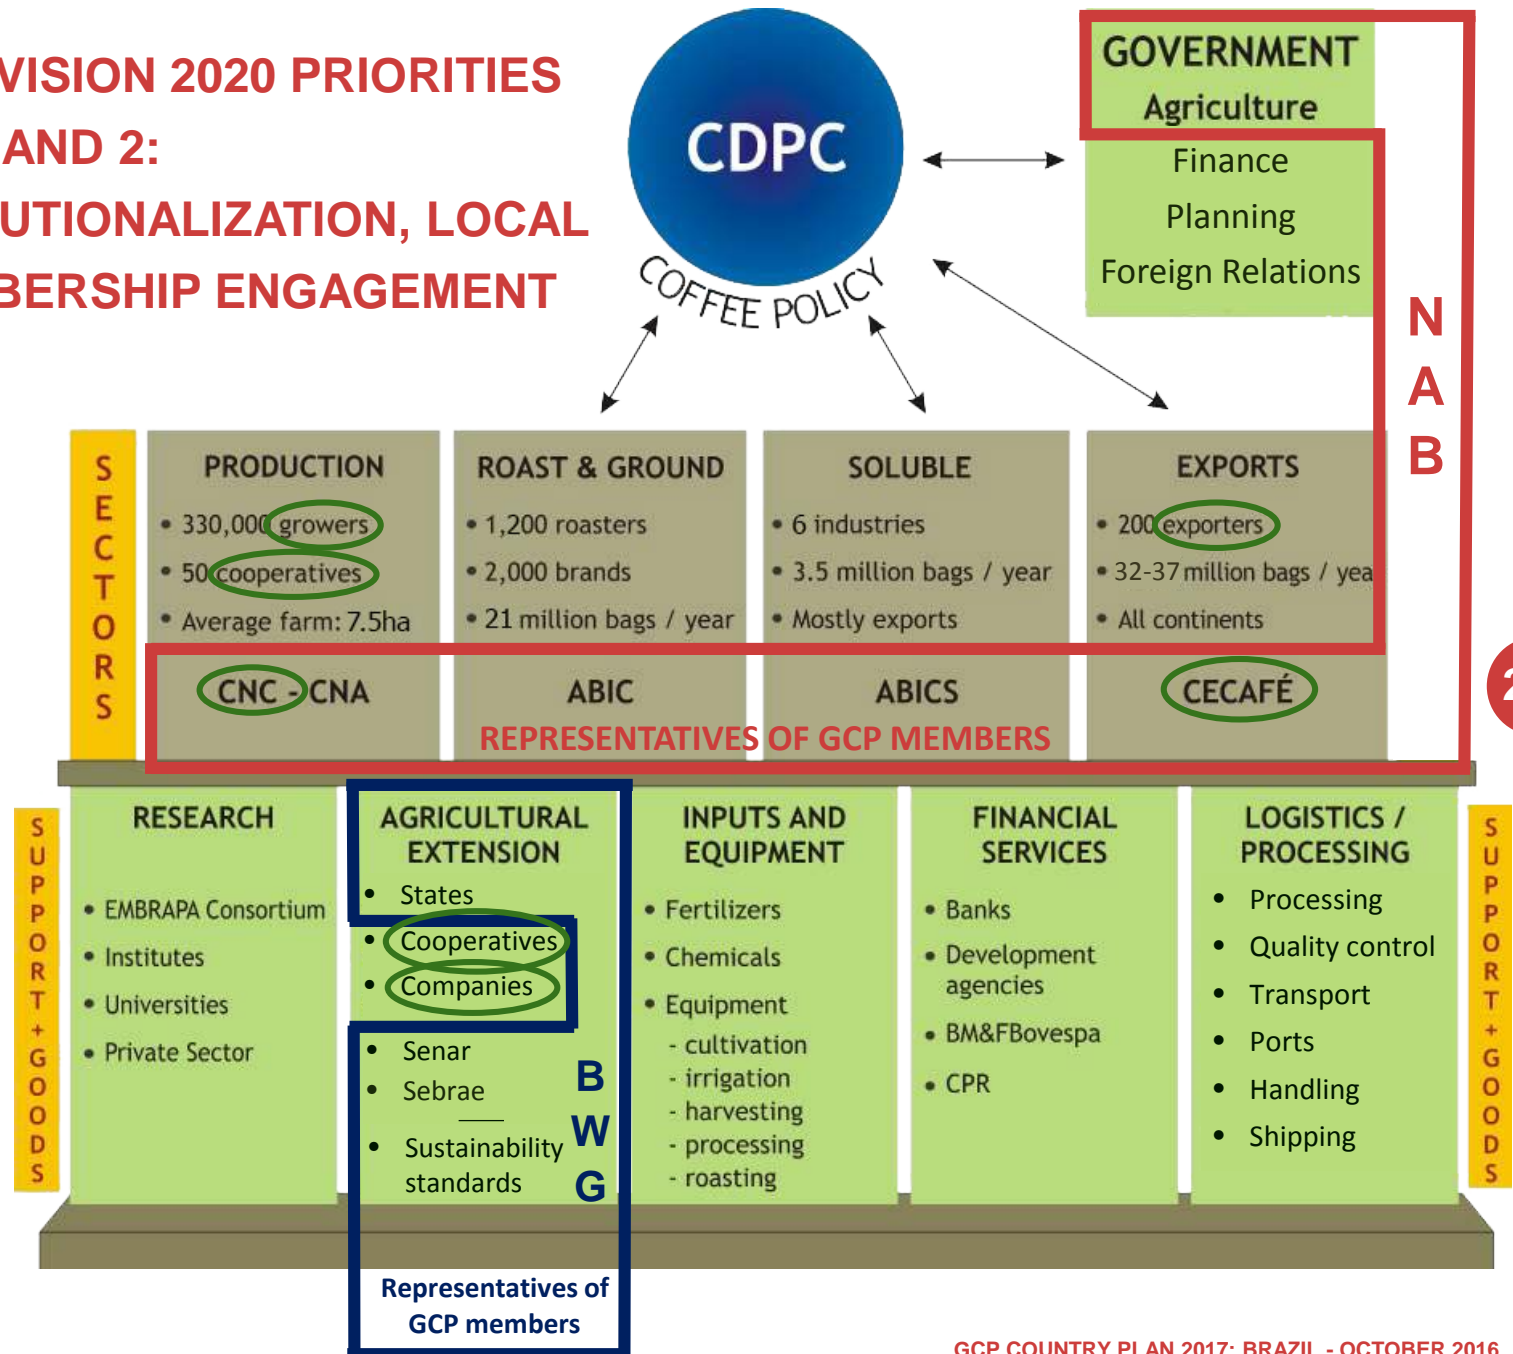 VISION 2020 PRIORITIES
AND 2:
UTIONALIZATION, LOCAL
BERSHIP ENGAGEMENT
CDPC
COFFEE POLICY
GOVERNMENT
Agriculture
Finance
Planning
Foreign Relations
N
A
B
SECTORS
PRODUCTION
• 330,000 growers
• 50 cooperatives
• Average farm: 7.5ha
CNC - CNA
ROAST & GROUND
• 1,200 roasters
• 2,000 brands
• 21 million bags / year
ABIC
SOLUBLE
• 6 industries
• 3.5 million bags / year
• Mostly exports
ABICS
EXPORTS
• 200 exporters
• 32-37 million bags / yea
• All continents
CECAFÉ
REPRESENTATIVES OF GCP MEMBERS
2
SUPPORT+GOODS
RESEARCH
• EMBRAPA Consortium
• Institutes
• Universities
• Private Sector
AGRICULTURAL
EXTENSION
• States
• Cooperatives
• Companies
• Senar
• Sebrae
• Sustainability
standards
B
W
G
Representatives of
GCP members
INPUTS AND
EQUIPMENT
• Fertilizers
• Chemicals
• Equipment
- cultivation
- irrigation
- harvesting
- processing
- roasting
FINANCIAL
SERVICES
• Banks
• Development
agencies
• BM&FBovespa
• CPR
LOGISTICS /
PROCESSING
• Processing
• Quality control
• Transport
• Ports
• Handling
• Shipping
SUPPORT+GOODS
GCP COUNTRY PLAN 2017: BRAZIL - OCTOBER 2016